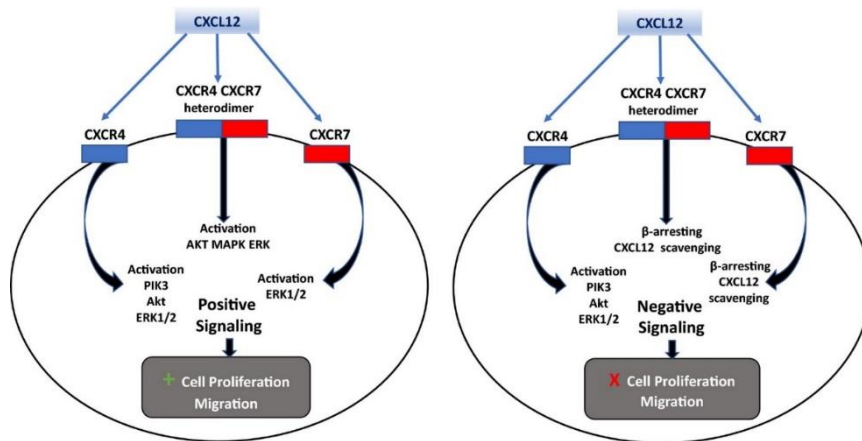 CXCL12
CXCR4 CXCR7
heterodimer
CXCR4
CXCR7
Activation
AKT MAPK ERK
Activation
PIK3
Akt
ERK1/2
Activation
ERK1/2
Positive
Signaling
+ Cell Proliferation
Migration
CXCL12
CXCR4 CXCR7
heterodimer
CXCR4
CXCR7
β-arresting
CXCL12 scavenging
Activation
PIK3
Akt
ERK1/2
β-arresting
CXCL12
scavenging
Negative
Signaling
X Cell Proliferation
Migration